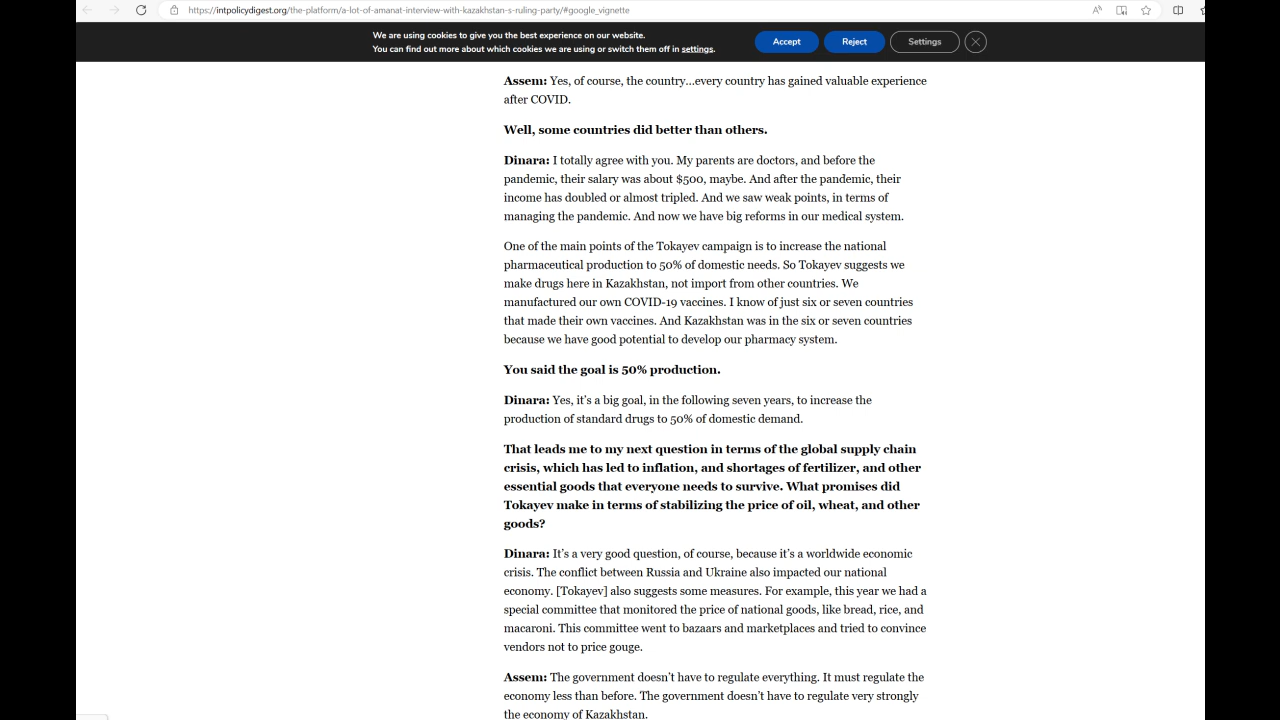 https://intpolicydigest.org/the-platform/a-lot-of-amanat-interview-with-kazakhstan-s-ruling-party/#google_vignette
We are using cookies to give you the best experience on our website.
You can find out more about which cookies we are using or switch them off in settings.
Accept
Reject
Settings
Assem: Yes, of course, the country...every country has gained valuable experience
after COVID.
Well, some countries did better than others.
Dinara: I totally agree with you. My parents are doctors, and before the
pandemic, their salary was about $500, maybe. And after the pandemic, their
income has doubled or almost tripled. And we saw weak points, in terms of
managing the pandemic. And now we have big reforms in our medical system.
One of the main points of the Tokayev campaign is to increase the national
pharmaceutical production to 50% of domestic needs. So Tokayev suggests we
make drugs here in Kazakhstan, not import from other countries. We
manufactured our own COVID-19 vaccines. I know of just six or seven countries
that made their own vaccines. And Kazakhstan was in the six or seven countries
because we have good potential to develop our pharmacy system.
You said the goal is 50% production.
Dinara: Yes, it's a big goal, in the following seven years, to increase the
production of standard drugs to 50% of domestic demand.
That leads me to my next question in terms of the global supply chain
crisis, which has led to inflation, and shortages of fertilizer, and other
essential goods that everyone needs to survive. What promises did
Tokayev make in terms of stabilizing the price of oil, wheat, and other
goods?
Dinara: It's a very good question, of course, because it's a worldwide economic
crisis. The conflict between Russia and Ukraine also impacted our national
economy. [Tokayev] also suggests some measures. For example, this year we had a
special committee that monitored the price of national goods, like bread, rice, and
macaroni. This committee went to bazaars and marketplaces and tried to convince
vendors not to price gouge.
Assem: The government doesn't have to regulate everything. It must regulate the
economy less than before. The government doesn't have to regulate very strongly
the economy of Kazakhstan.